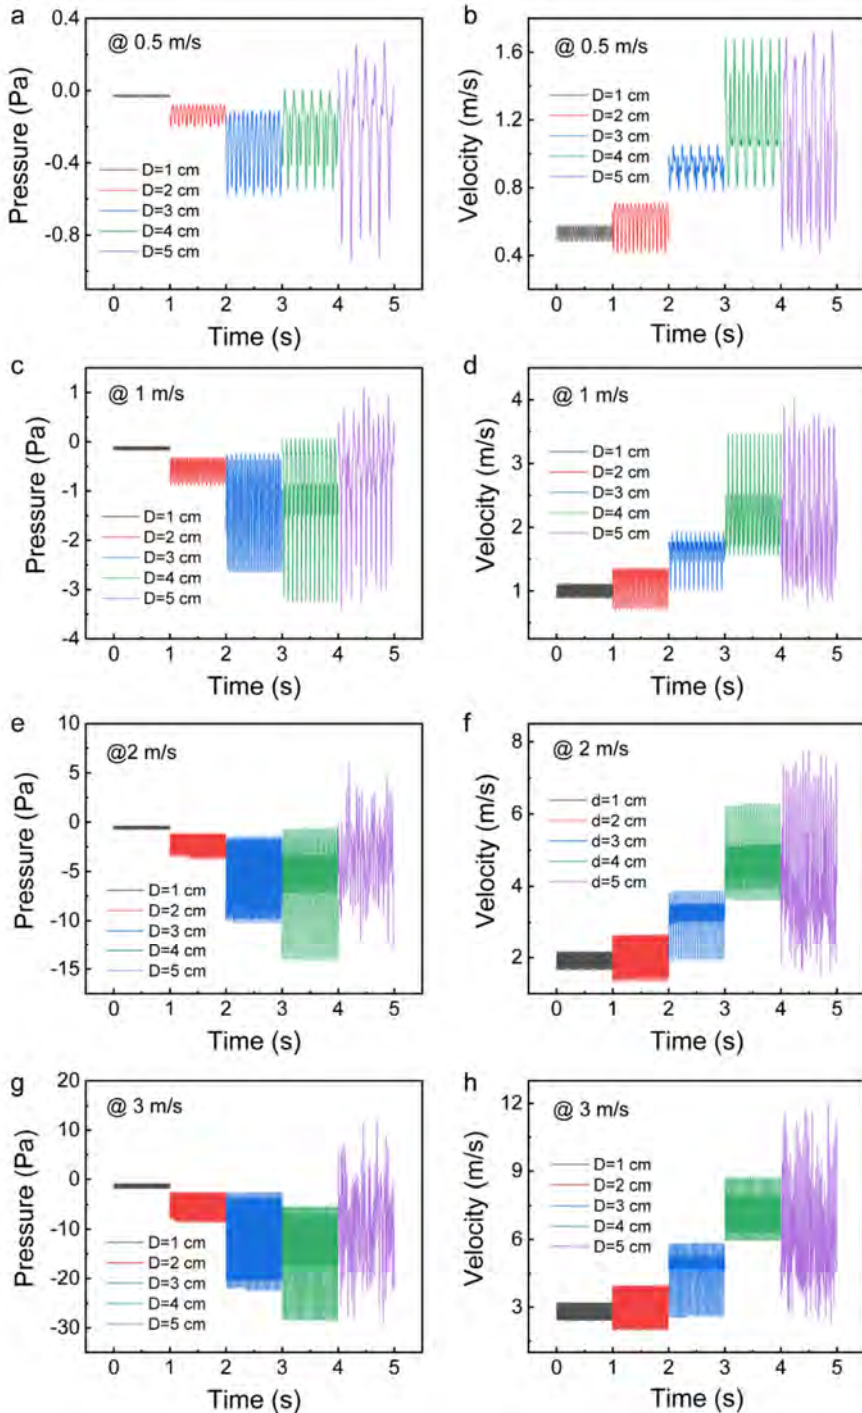 a
@ 0.5 m/s
Pressure (Pa)
0.4
0.0
-0.4
-0.8
D=1 cm
D=2 cm
D=3 cm
D=4 cm
D=5 cm
0 1 2 3 4 5
Time (s)
b
@ 0.5 m/s
Velocity (m/s)
1.6
1.2
0.8
0.4
D=1 cm
D=2 cm
D=3 cm
D=4 cm
D=5 cm
0 1 2 3 4 5
Time (s)
c
@ 1 m/s
Pressure (Pa)
1
0
-1
-2
-3
-4
D=1 cm
D=2 cm
D=3 cm
D=4 cm
D=5 cm
0 1 2 3 4 5
Time (s)
d
@ 1 m/s
Velocity (m/s)
4
3
2
1
D=1 cm
D=2 cm
D=3 cm
D=4 cm
D=5 cm
0 1 2 3 4 5
Time (s)
e
@2 m/s
Pressure (Pa)
10
5
0
-5
-10
-15
D=1 cm
D=2 cm
D=3 cm
D=4 cm
D=5 cm
0 1 2 3 4 5
Time (s)
f
@ 2 m/s
Velocity (m/s)
8
6
4
2
d=1 cm
d=2 cm
d=3 cm
d=4 cm
d=5 cm
0 1 2 3 4 5
Time (s)
g
@ 3 m/s
Pressure (Pa)
20
10
0
-10
-20
-30
D=1 cm
D=2 cm
D=3 cm
D=4 cm
D=5 cm
0 1 2 3 4 5
Time (s)
h
@ 3 m/s
Velocity (m/s)
12
9
6
3
D=1 cm
D=2 cm
D=3 cm
D=4 cm
D=5 cm
0 1 2 3 4 5
Time (s)